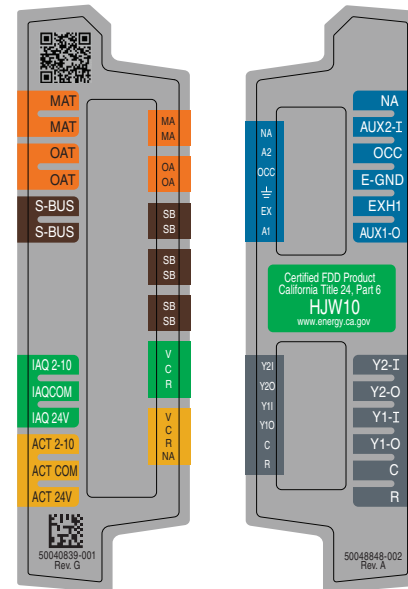 MAT
MAT
OAT
OAT
S-BUS
S-BUS
IAQ 2-10
IAQCOM
IAQ 24V
ACT 2-10
ACT COM
ACT 24V
50040839-001
Rev. G
MA
MA
OA
OA
SB
SB
SB
SB
SB
SB
V
C
R
V
C
R
NA
NA
A2
OCC
EX
A1
Y2I
Y2O
Y1I
Y1O
C
R
Certified FDD Product
California Title 24, Part 6
HJW10
www.energy.ca.gov
NA
AUX2-I
OCC
E-GND
EXH1
AUX1-O
Y2-I
Y2-O
Y1-I
Y1-O
C
R
50048848-002
Rev. A